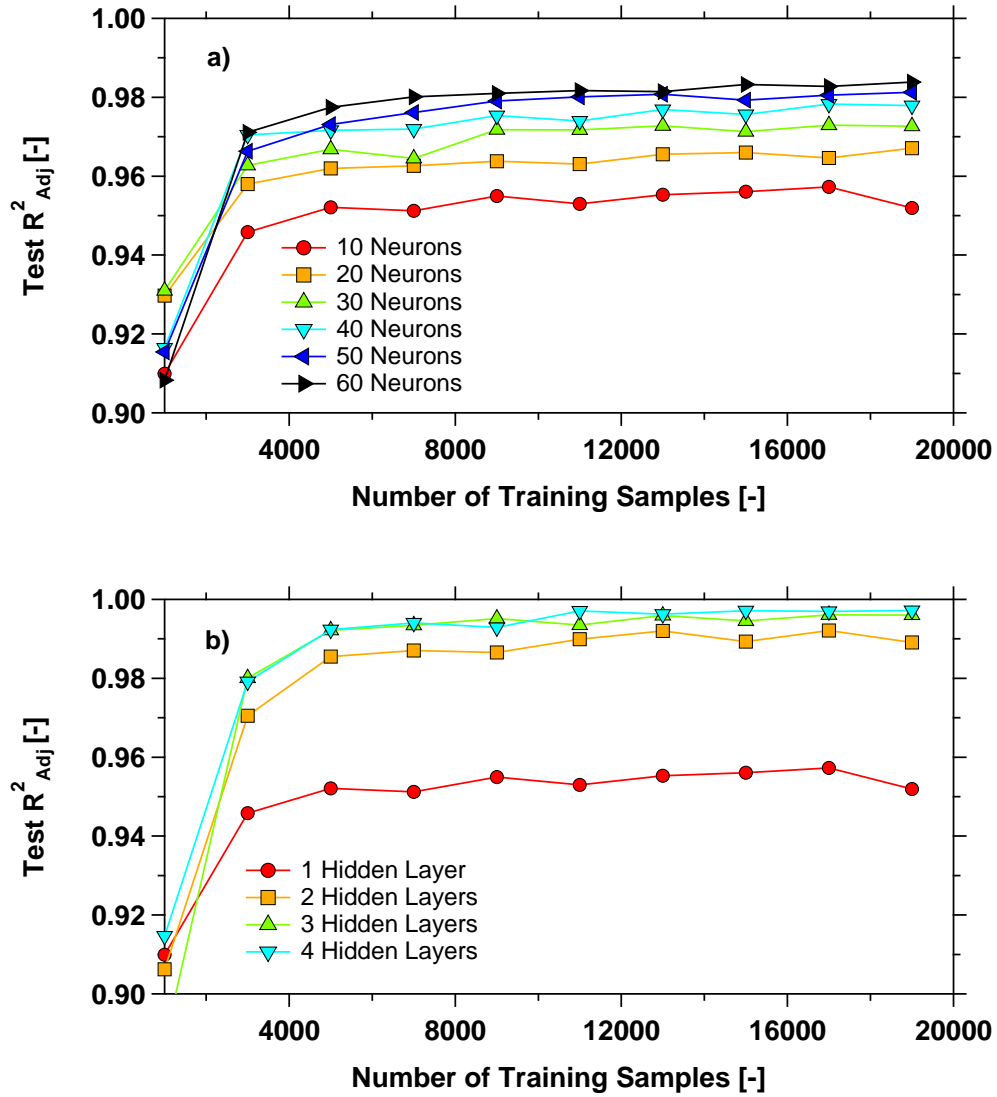 1.00
a)
0.98
0.96
0.94
0.92
0.90
Test R²Adj [-]
10 Neurons
20 Neurons
30 Neurons
40 Neurons
50 Neurons
60 Neurons
4000 8000 12000 16000 20000
Number of Training Samples [-]
1.00
b)
0.98
0.96
0.94
0.92
0.90
Test R²Adj [-]
1 Hidden Layer
2 Hidden Layers
3 Hidden Layers
4 Hidden Layers
4000 8000 12000 16000 20000
Number of Training Samples [-]